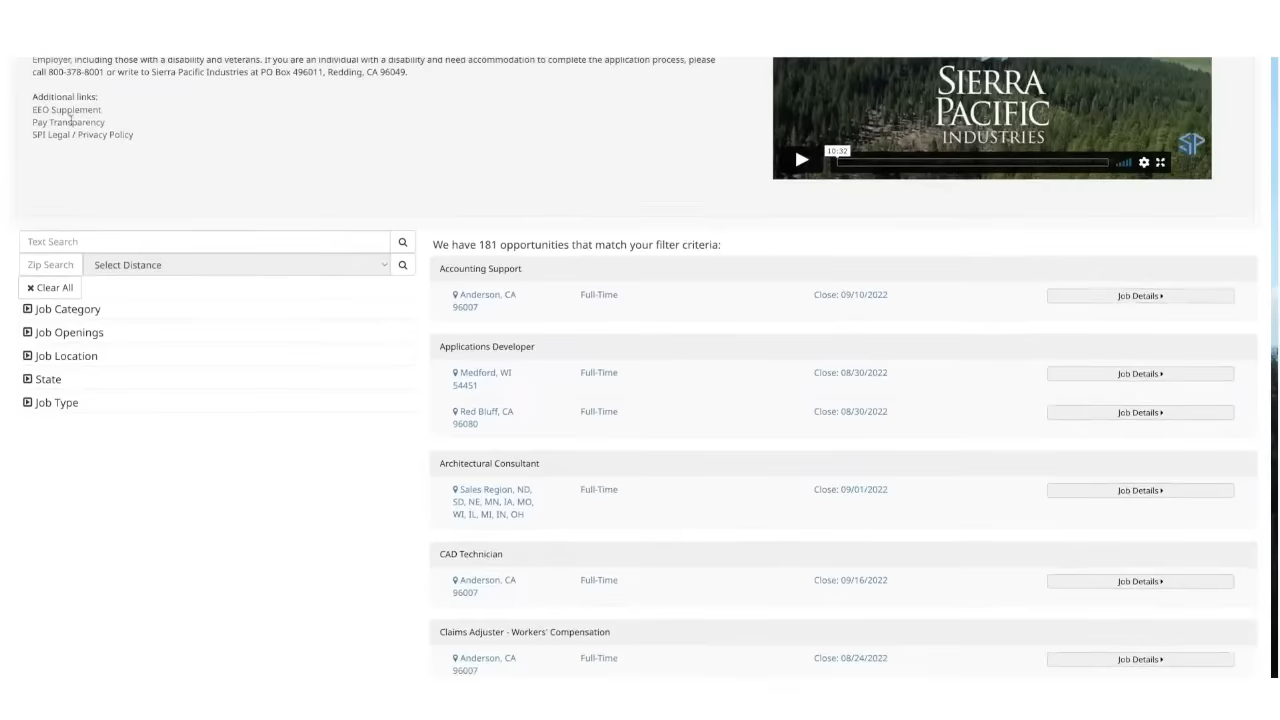 Employer, including those with a disability and veterans. If you are an individual with a disability and need accommodation to complete the application process, please
call 800-378-8001 or write to Sierra Pacific Industries at PO Box 496011, Redding, CA 96049.
Additional links:
EEO Supplement
Pay Transparency
SPI Legal / Privacy Policy
SIERRA
PACIFIC
INDUSTRIES
10:32
SP
Text Search
Zip Search Select Distance
Clear All
Job Category
Job Openings
Job Location
State
Job Type
We have 181 opportunities that match your filter criteria:
Accounting Support
Anderson, CA Full-Time Close: 09/10/2022 Job Details
96007
Applications Developer
Medford, WI Full-Time Close: 08/30/2022 Job Details
54451
Red Bluff, CA Full-Time Close: 08/30/2022 Job Details
96080
Architectural Consultant
Sales Region, ND, Full-Time Close: 09/01/2022 Job Details
SD, NE, MN, IA, MO,
WI, IL, MI, IN, OH
CAD Technician
Anderson, CA Full-Time Close: 09/16/2022 Job Details
96007
Claims Adjuster - Workers' Compensation
Anderson, CA Full-Time Close: 08/24/2022 Job Details
96007